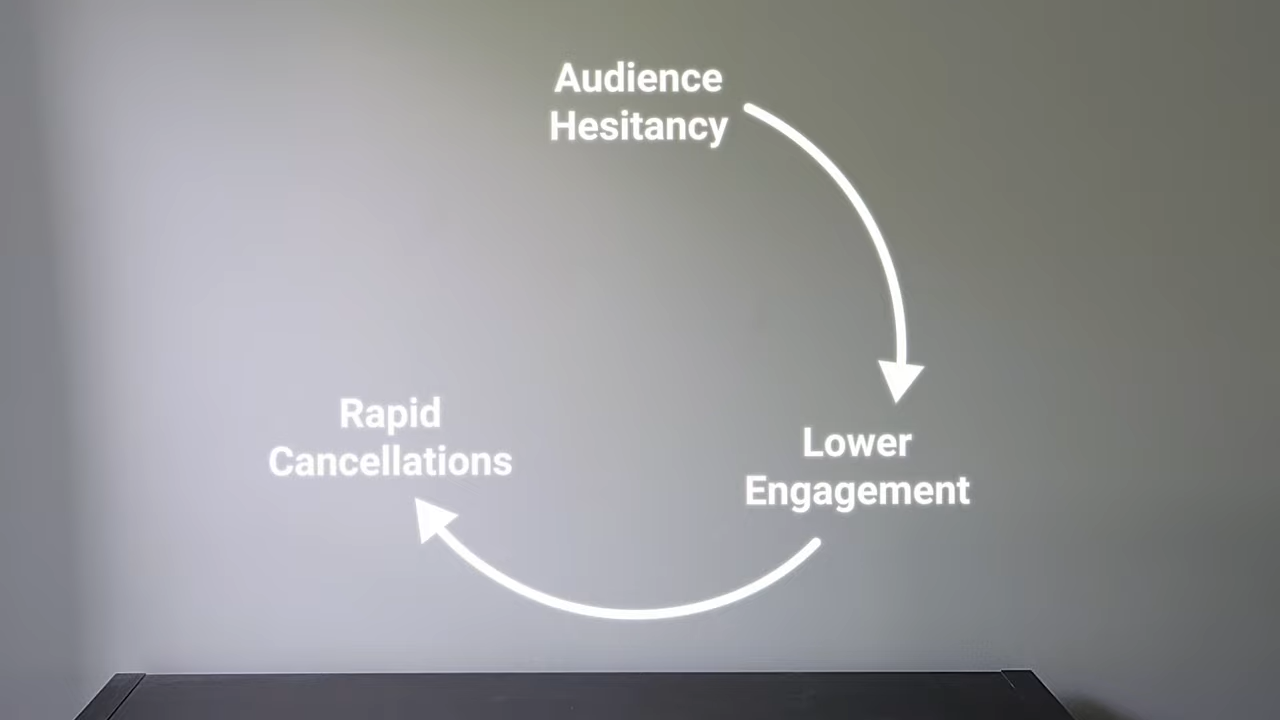 Audience
Hesitancy
Lower
Engagement
Rapid
Cancellations